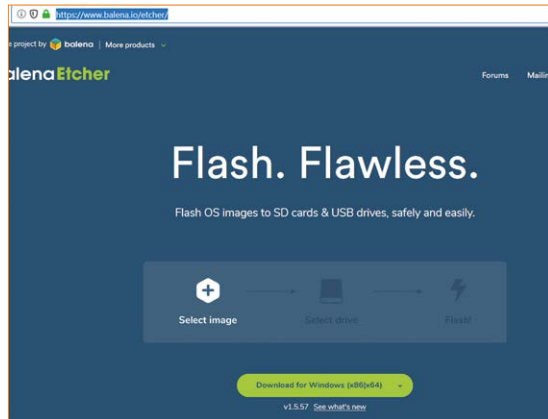 https://www.balena.io/etcher/
project by balena | More products
alena Etcher
Forums
Flash. Flawless.
Flash OS images to SD cards & USB drives, safely and easily.
Select image
Select drive
Flash!
Download for Windows (x86|x64)
v1.5.57 See what's new